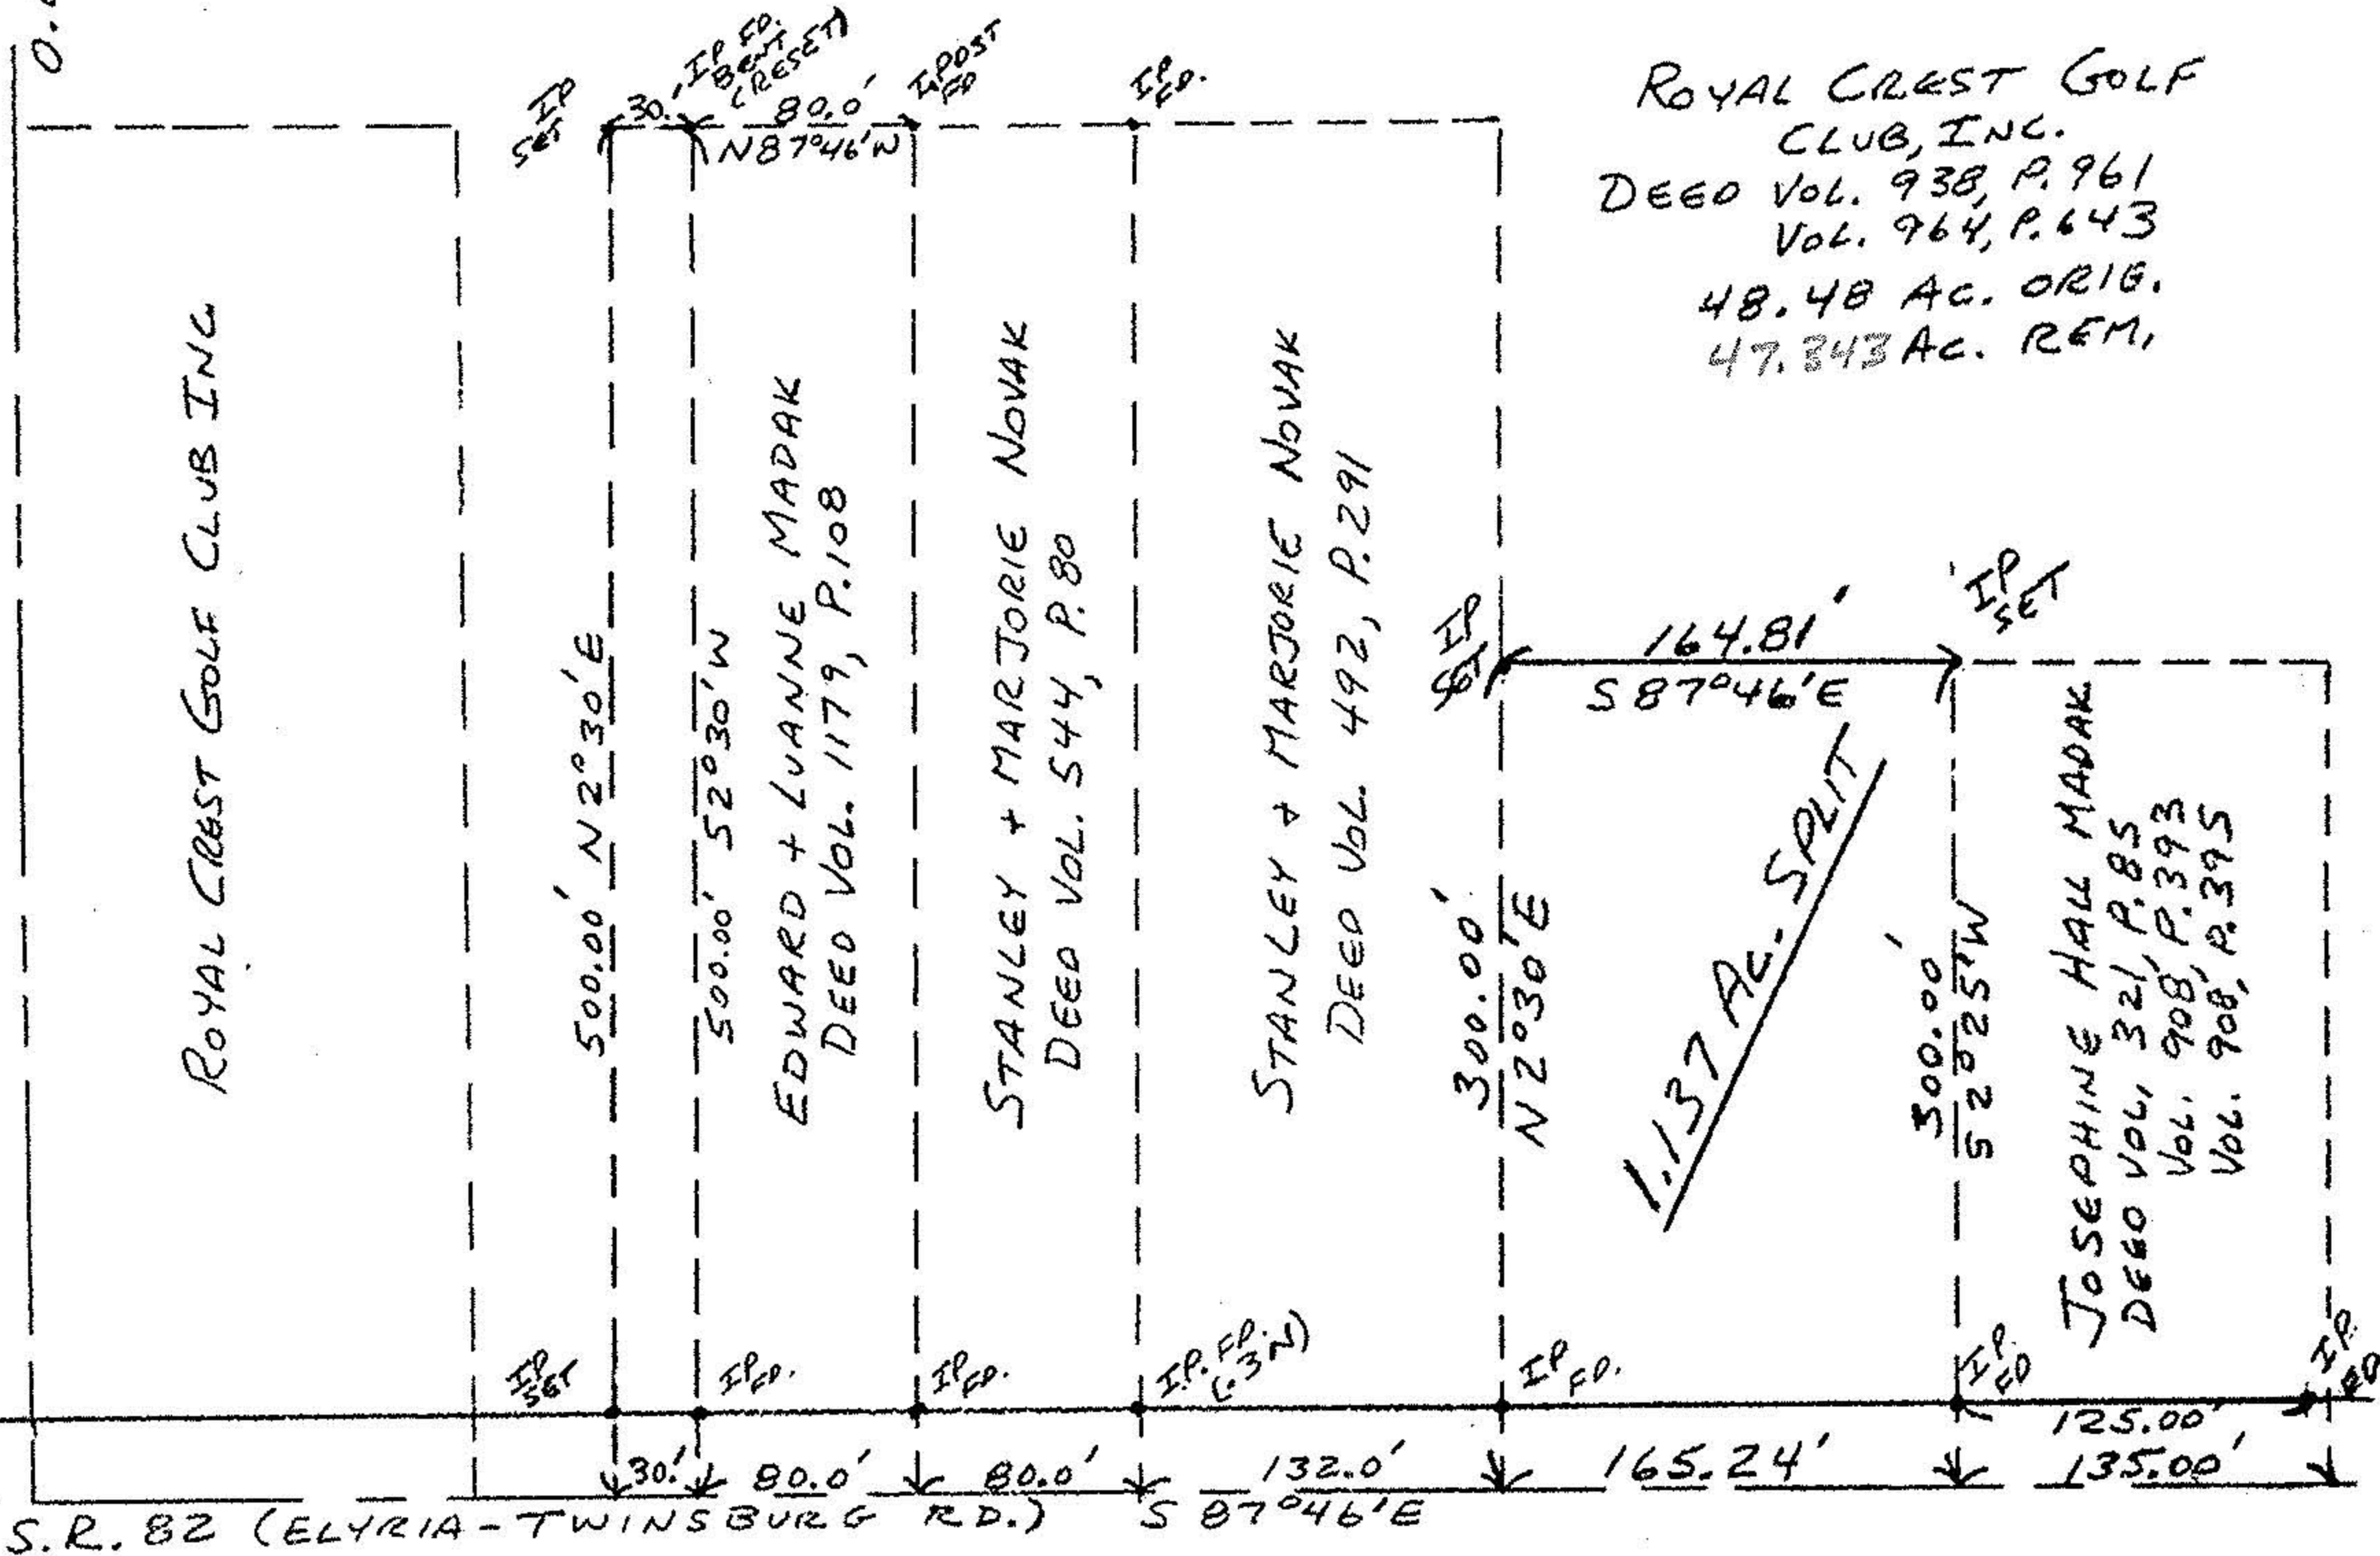 0.
IP SET
30.'
IP FD. BENT (RESET)
80.0'
N87°46'W
IPOST FD
IP FD.
ROYAL CREST GOLF
CLUB, INC.
DEED VOL. 938, P. 961
VOL. 964, P. 643
48.48 AC. ORIG.
47.343 AC. REM.
ROYAL CREST GOLF CLUB INC
500.00' N2°30'E
500.00' S2°30'W
EDWARD + LUANNE MADAK
DEED VOL. 1179, P. 108
STANLEY + MARJORIE NOVAK
DEED VOL. 544, P. 80
STANLEY + MARJORIE NOVAK
DEED VOL. 492, P. 291
IP SET
164.81'
S87°46'E
IP SET
300.00'
N2°30'E
1.137 AC. SPLIT
300.00'
S2°25'W
JOSEPHINE HALL MADAK
DEED VOL. 321, P. 85
VOL. 908, P. 393
VOL. 908, P. 395
IP SET
IP FD.
IP FD.
IP. FD. (.3 N)
IP FD.
IP. FD
IP. FD
125.00'
30.'
80.0'
80.0'
132.0'
165.24'
135.00'
S.R. 82 (ELYRIA-TWINSBURG RD.) S 87°46'E